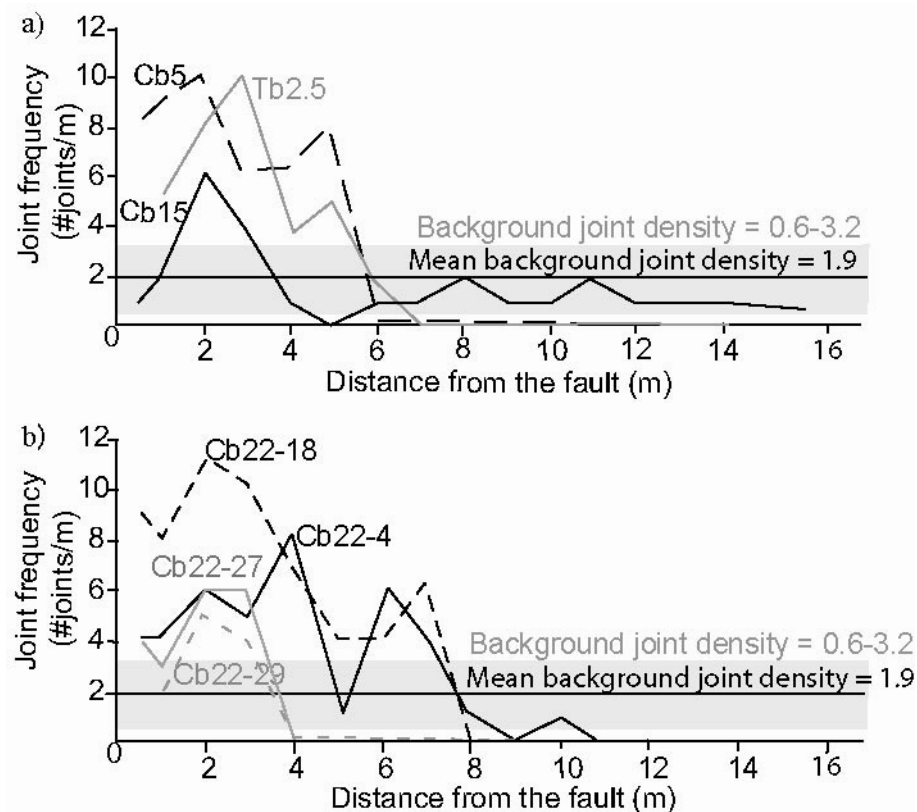 a)
12
10
8
6
4
2
0
Joint frequency
(#joints/m)
Cb5
Tb2.5
Cb15
Background joint density = 0.6-3.2
Mean background joint density = 1.9
2 4 6 8 10 12 14 16
Distance from the fault (m)
b)
12
10
8
6
4
2
0
Joint frequency
(#joints/m)
Cb22-18
Cb22-4
Cb22-27
Cb22-29
Background joint density = 0.6-3.2
Mean background joint density = 1.9
2 4 6 8 10 12 14 16
Distance from the fault (m)